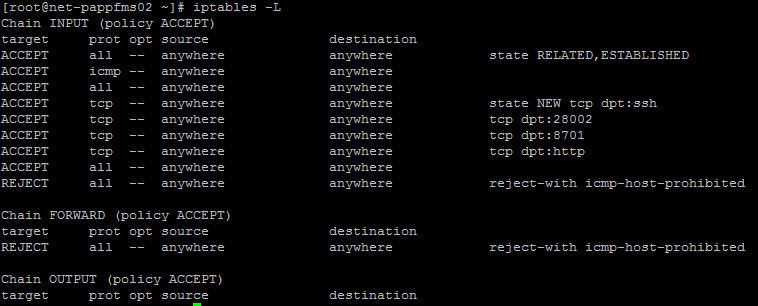 [root@net-pappfms02 ~]# iptables -L
Chain INPUT (policy ACCEPT)
target     prot opt source               destination
ACCEPT     all  --  anywhere             anywhere            state RELATED,ESTABLISHED
ACCEPT     icmp --  anywhere             anywhere
ACCEPT     all  --  anywhere             anywhere
ACCEPT     tcp  --  anywhere             anywhere            state NEW tcp dpt:ssh
ACCEPT     tcp  --  anywhere             anywhere            tcp dpt:28002
ACCEPT     tcp  --  anywhere             anywhere            tcp dpt:8701
ACCEPT     tcp  --  anywhere             anywhere            tcp dpt:http
ACCEPT     all  --  anywhere             anywhere
REJECT     all  --  anywhere             anywhere            reject-with icmp-host-prohibited

Chain FORWARD (policy ACCEPT)
target     prot opt source               destination
REJECT     all  --  anywhere             anywhere            reject-with icmp-host-prohibited

Chain OUTPUT (policy ACCEPT)
target     prot opt source               destination